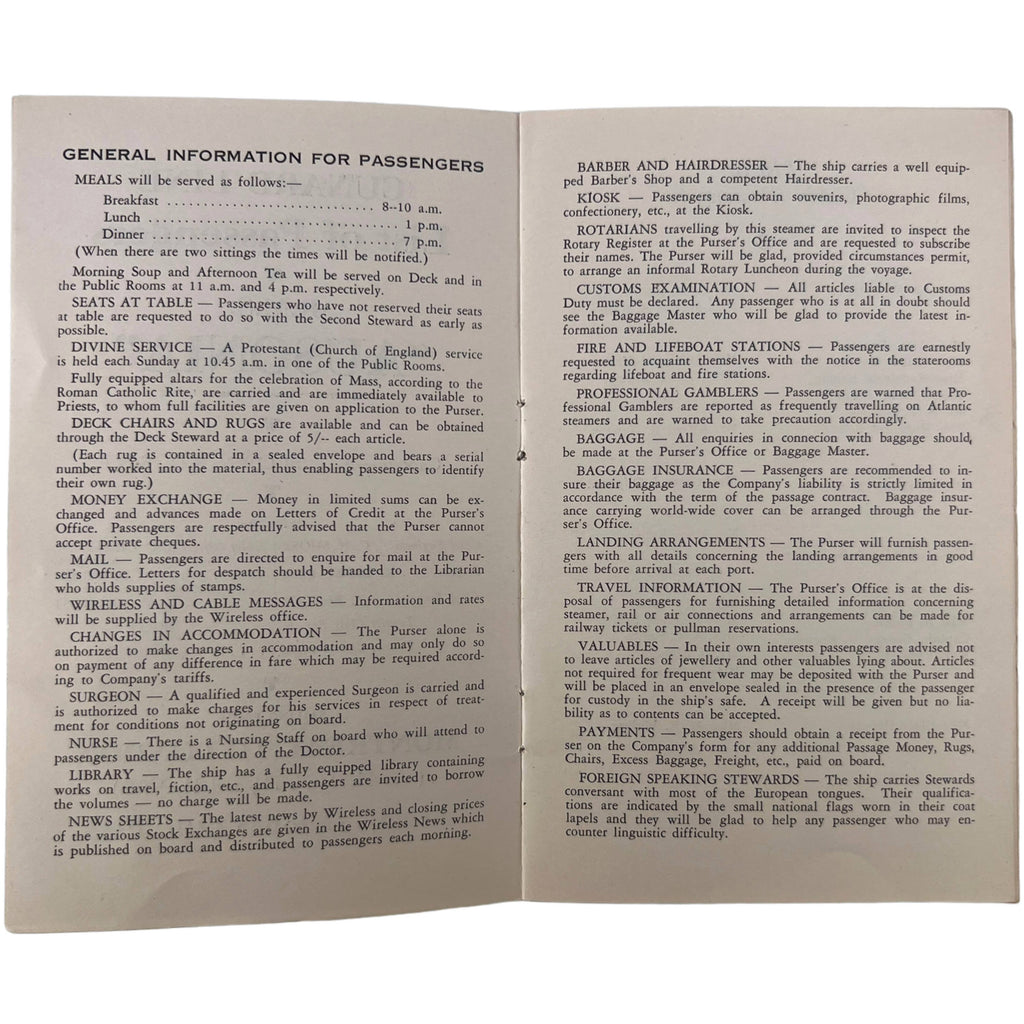 GENERAL INFORMATION FOR PASSENGERS
MEALS will be served as follows:—
Breakfast . . . . . . . . . . . . . . . . . . . . . . . . . . . . 8--10 a.m.
Lunch . . . . . . . . . . . . . . . . . . . . . . . . . . . . . . . . . 1 p.m.
Dinner . . . . . . . . . . . . . . . . . . . . . . . . . . . . . . . . 7 p.m.
(When there are two sittings the times will be notified.)
Morning Soup and Afternoon Tea will be served on Deck and in
the Public Rooms at 11 a.m. and 4 p.m. respectively.
SEATS AT TABLE — Passengers who have not reserved their seats
at table are requested to do so with the Second Steward as early as
possible.
DIVINE SERVICE — A Protestant (Church of England) service
is held each Sunday at 10.45 a.m. in one of the Public Rooms.
Fully equipped altars for the celebration of Mass, according to the
Roman Catholic Rite, are carried and are immediately available to
Priests, to whom full facilities are given on application to the Purser.
DECK CHAIRS AND RUGS are available and can be obtained
through the Deck Steward at a price of 5/-- each article.
(Each rug is contained in a sealed envelope and bears a serial
number worked into the material, thus enabling passengers to identify
their own rug.)
MONEY EXCHANGE — Money in limited sums can be ex-
changed and advances made on Letters of Credit at the Purser's
Office. Passengers are respectfully advised that the Purser cannot
accept private cheques.
MAIL — Passengers are directed to enquire for mail at the Pur-
ser's Office. Letters for despatch should be handed to the Librarian
who holds supplies of stamps.
WIRELESS AND CABLE MESSAGES — Information and rates
will be supplied by the Wireless office.
CHANGES IN ACCOMMODATION — The Purser alone is
authorized to make changes in accommodation and may only do so
on payment of any difference in fare which may be required accord-
ing to Company's tariffs.
SURGEON — A qualified and experienced Surgeon is carried and
is authorized to make charges for his services in respect of treat-
ment for conditions not originating on board.
NURSE — There is a Nursing Staff on board who will attend to
passengers under the direction of the Doctor.
LIBRARY — The ship has a fully equipped library containing
works on travel, fiction, etc., and passengers are invited to borrow
the volumes — no charge will be made.
NEWS SHEETS — The latest news by Wireless and closing prices
of the various Stock Exchanges are given in the Wireless News which
is published on board and distributed to passengers each morning.
BARBER AND HAIRDRESSER — The ship carries a well equip-
ped Barber's Shop and a competent Hairdresser.
KIOSK — Passengers can obtain souvenirs, photographic films,
confectionery, etc., at the Kiosk.
ROTARIANS travelling by this steamer are invited to inspect the
Rotary Register at the Purser's Office and are requested to subscribe
their names. The Purser will be glad, provided circumstances permit,
to arrange an informal Rotary Luncheon during the voyage.
CUSTOMS EXAMINATION — All articles liable to Customs
Duty must be declared. Any passenger who is at all in doubt should
see the Baggage Master who will be glad to provide the latest in-
formation available.
FIRE AND LIFEBOAT STATIONS — Passengers are earnestly
requested to acquaint themselves with the notice in the staterooms
regarding lifeboat and fire stations.
PROFESSIONAL GAMBLERS — Passengers are warned that Pro-
fessional Gamblers are reported as frequently travelling on Atlantic
steamers and are warned to take precaution accordingly.
BAGGAGE — All enquiries in connecion with baggage should,
be made at the Purser's Office or Baggage Master.
BAGGAGE INSURANCE — Passengers are recommended to in-
sure their baggage as the Company's liability is strictly limited in
accordance with the term of the passage contract. Baggage insur-
ance carrying world-wide cover can be arranged through the Pur-
ser's Office.
LANDING ARRANGEMENTS — The Purser will furnish passen-
gers with all details concerning the landing arrangements in good
time before arrival at each port.
TRAVEL INFORMATION — The Purser's Office is at the dis-
posal of passengers for furnishing detailed information concerning
steamer, rail or air connections and arrangements can be made for
railway tickets or pullman reservations.
VALUABLES — In their own interests passengers are advised not
to leave articles of jewellery and other valuables lying about. Articles
not required for frequent wear may be deposited with the Purser and
will be placed in an envelope sealed in the presence of the passenger
for custody in the ship's safe. A receipt will be given but no lia-
bility as to contents can be accepted.
PAYMENTS — Passengers should obtain a receipt from the Pur-
ser on the Company's form for any additional Passage Money, Rugs,
Chairs, Excess Baggage, Freight, etc., paid on board.
FOREIGN SPEAKING STEWARDS — The ship carries Stewards
conversant with most of the European tongues. Their qualifica-
tions are indicated by the small national flags worn in their coat
lapels and they will be glad to help any passenger who may en-
counter linguistic difficulty.